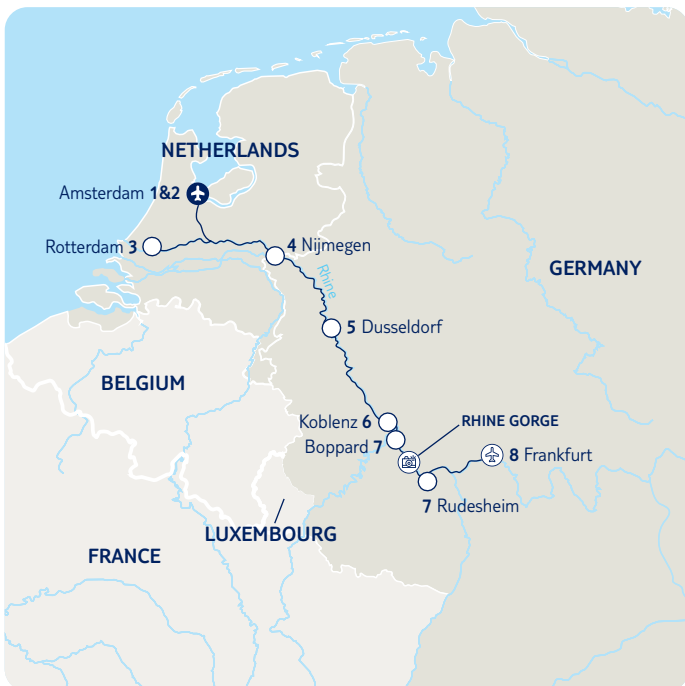 NETHERLANDS
Amsterdam 1&2
Rotterdam 3
4 Nijmegen
Rhine
GERMANY
5 Dusseldorf
BELGIUM
Koblenz 6
RHINE GORGE
Boppard 7
8 Frankfurt
7 Rudesheim
LUXEMBOURG
FRANCE